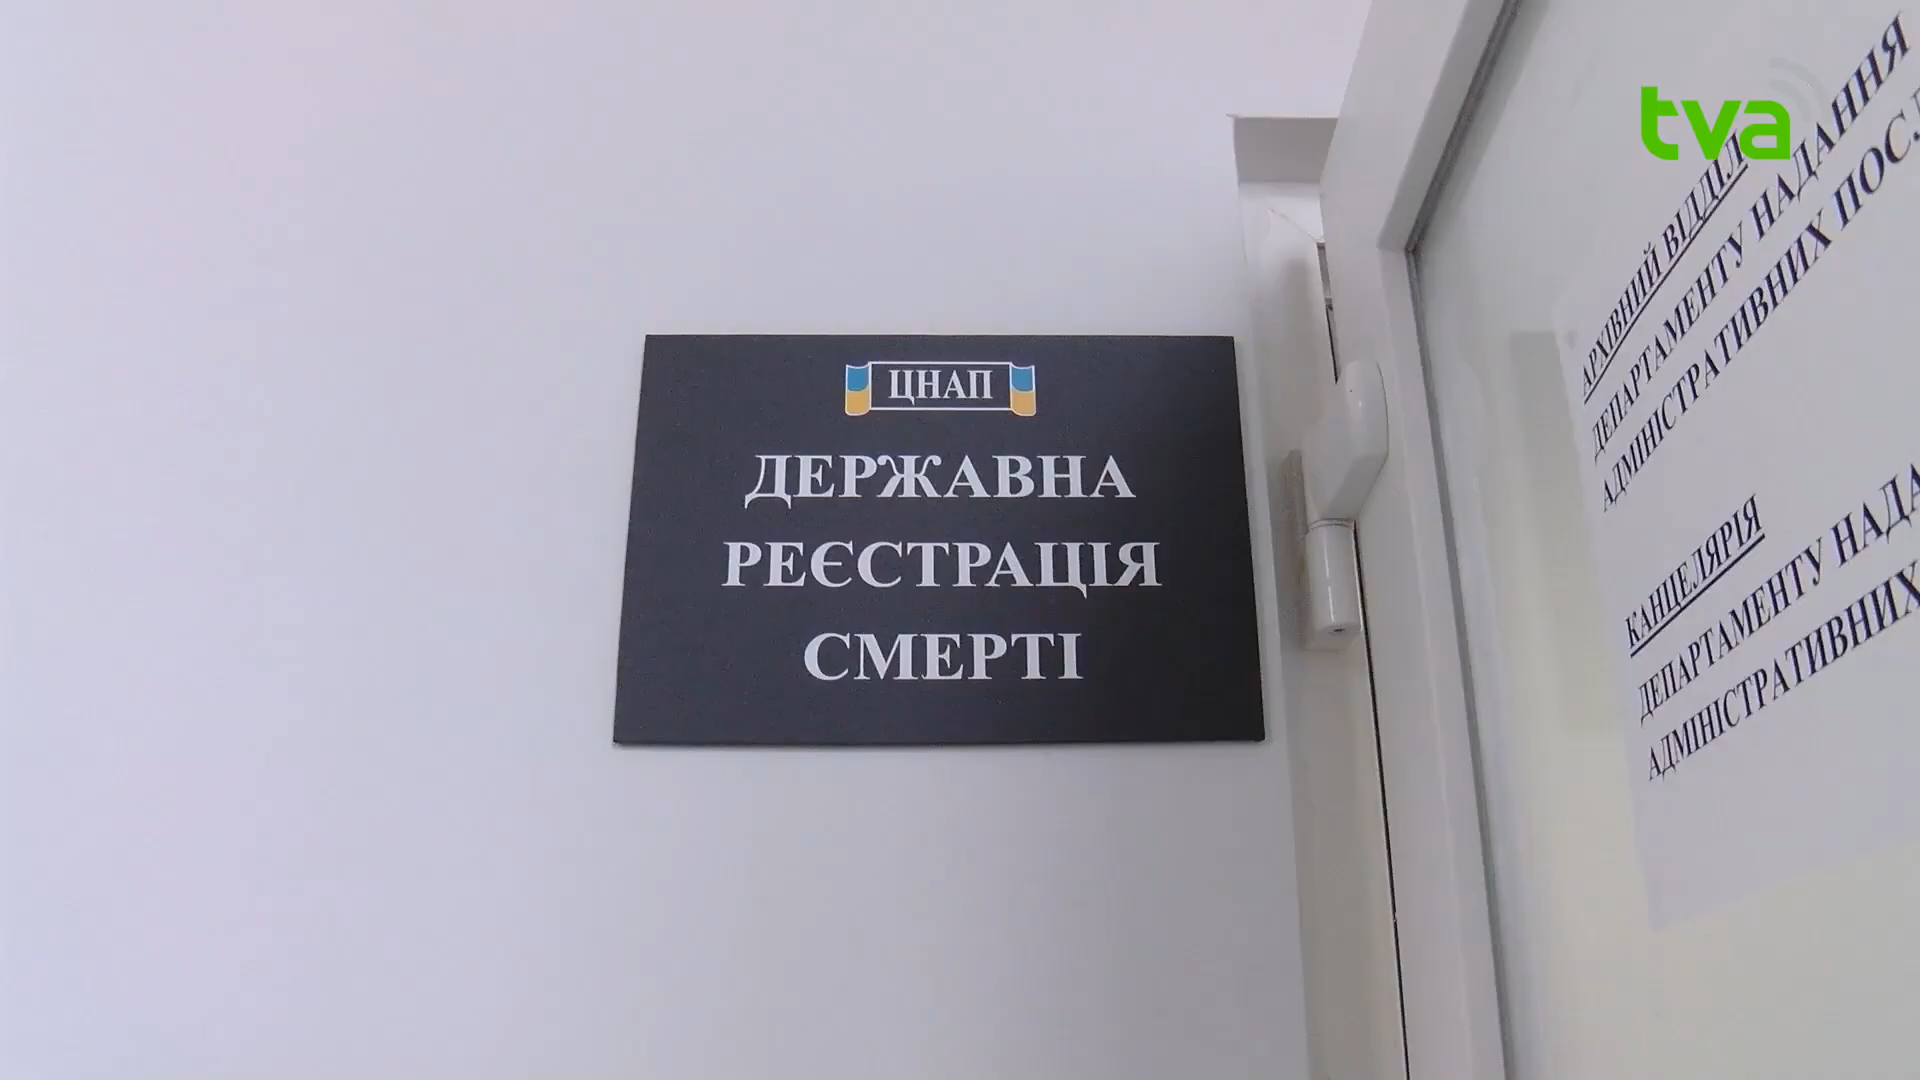 ЦНАП
ДЕРЖАВНА
РЕЄСТРАЦІЯ
СМЕРТІ
tva
АРХІВНИЙ ВІДДІЛ
ДЕПАРТАМЕНТУ НАДАННЯ
АДМІНІСТРАТИВНИХ
КАНЦЕЛЯРІЯ
ДЕПАРТАМЕНТУ
АДМІНІСТРАТИВНИХ